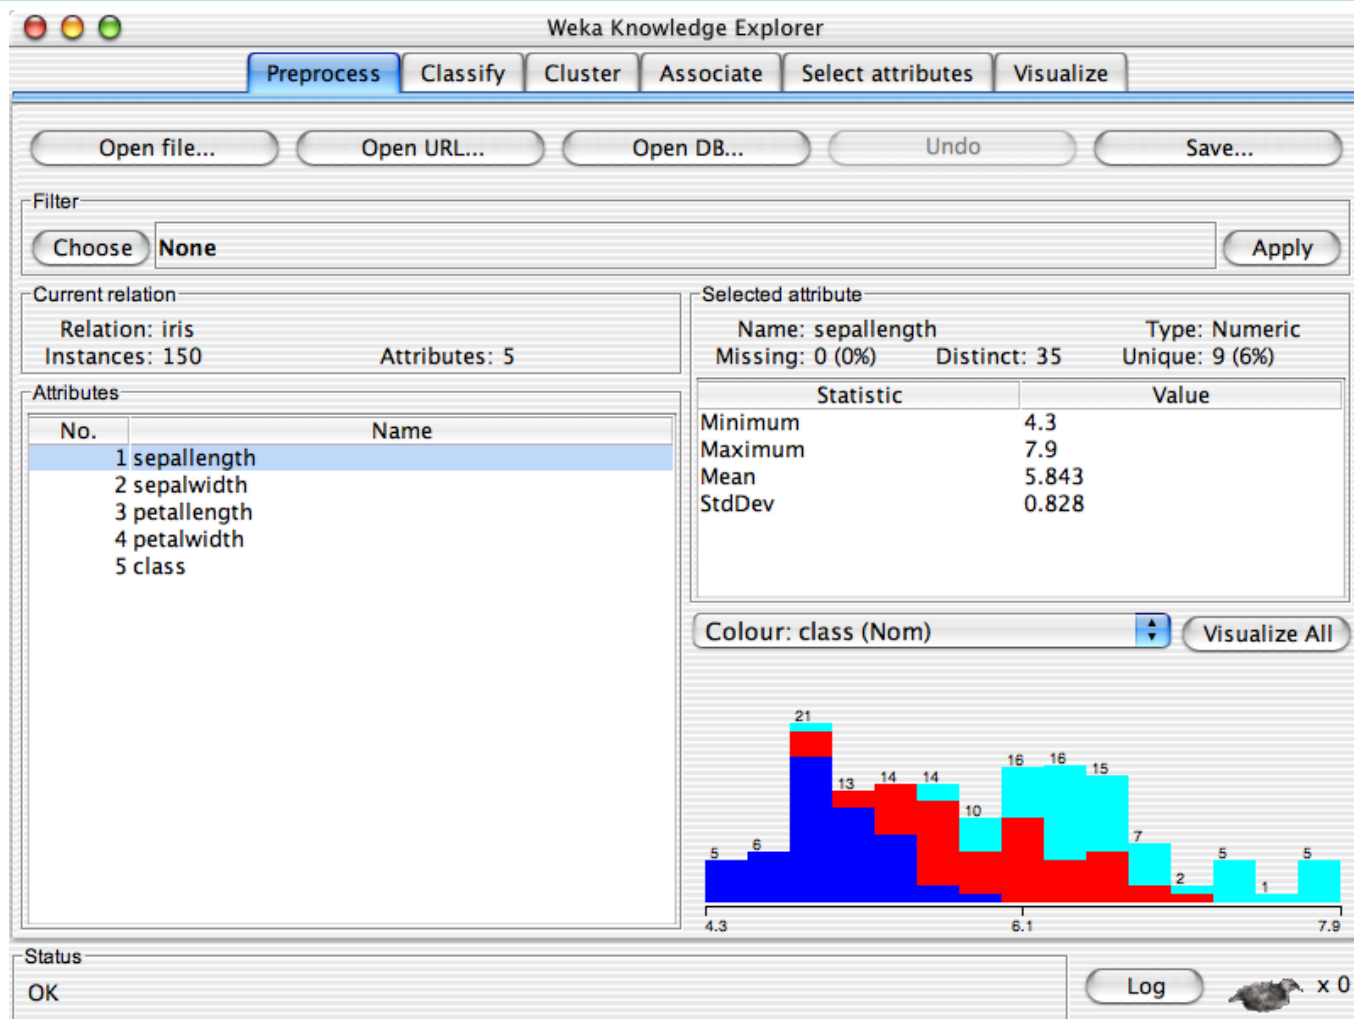 Weka Knowledge Explorer
Preprocess Classify Cluster Associate Select attributes Visualize
Open file... Open URL... Open DB... Undo Save...
Filter
Choose None Apply
Current relation
Relation: iris
Instances: 150 Attributes: 5
Attributes
No. Name
1 sepallength
2 sepalwidth
3 petallength
4 petalwidth
5 class
Selected attribute
Name: sepallength Type: Numeric
Missing: 0 (0%) Distinct: 35 Unique: 9 (6%)
Statistic Value
Minimum 4.3
Maximum 7.9
Mean 5.843
StdDev 0.828
Colour: class (Nom) Visualize All
5 6 21 13 14 14 10 16 16 15 7 2 5 1 5
4.3 6.1 7.9
Status
OK
Log x 0